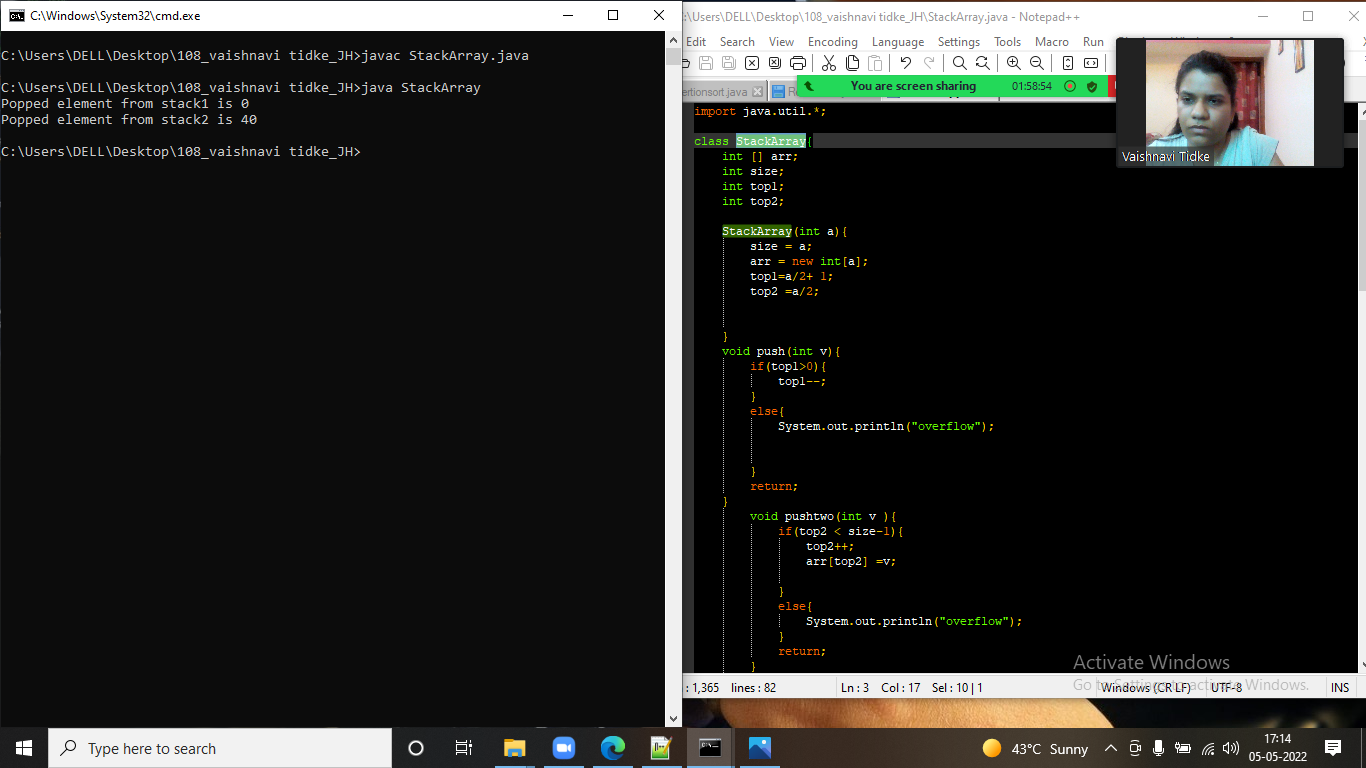 C:\Windows\System32\cmd.exe
C:\Users\DELL\Desktop\108_vaishnavi tidke_JH>javac StackArray.java
C:\Users\DELL\Desktop\108_vaishnavi tidke_JH>java StackArray
Popped element from stack1 is 0
Popped element from stack2 is 40
C:\Users\DELL\Desktop\108_vaishnavi tidke_JH>
:\Users\DELL\Desktop\108_vaishnavi tidke_JH\StackArray.java - Notepad++
Edit Search View Encoding Language Settings Tools Macro Run
ertionsort.java
You are screen sharing 01:58:54
Vaishnavi Tidke
import java.util.*;
class StackArray{
int [] arr;
int size;
int top1;
int top2;
StackArray(int a){
size = a;
arr = new int[a];
top1=a/2+ 1;
top2 =a/2;
}
void push(int v){
if(top1>0){
top1--;
}
else{
System.out.println("overflow");
}
return;
}
void pushtwo(int v ){
if(top2 < size-1){
top2++;
arr[top2] =v;
}
else{
System.out.println("overflow");
}
return;
}
Activate Windows
Go to Settings to activate Windows.
: 1,365 lines : 82 Ln : 3 Col : 17 Sel : 10 | 1 Windows (CR LF) UTF-8 INS
Type here to search
43°C Sunny
17:14
05-05-2022